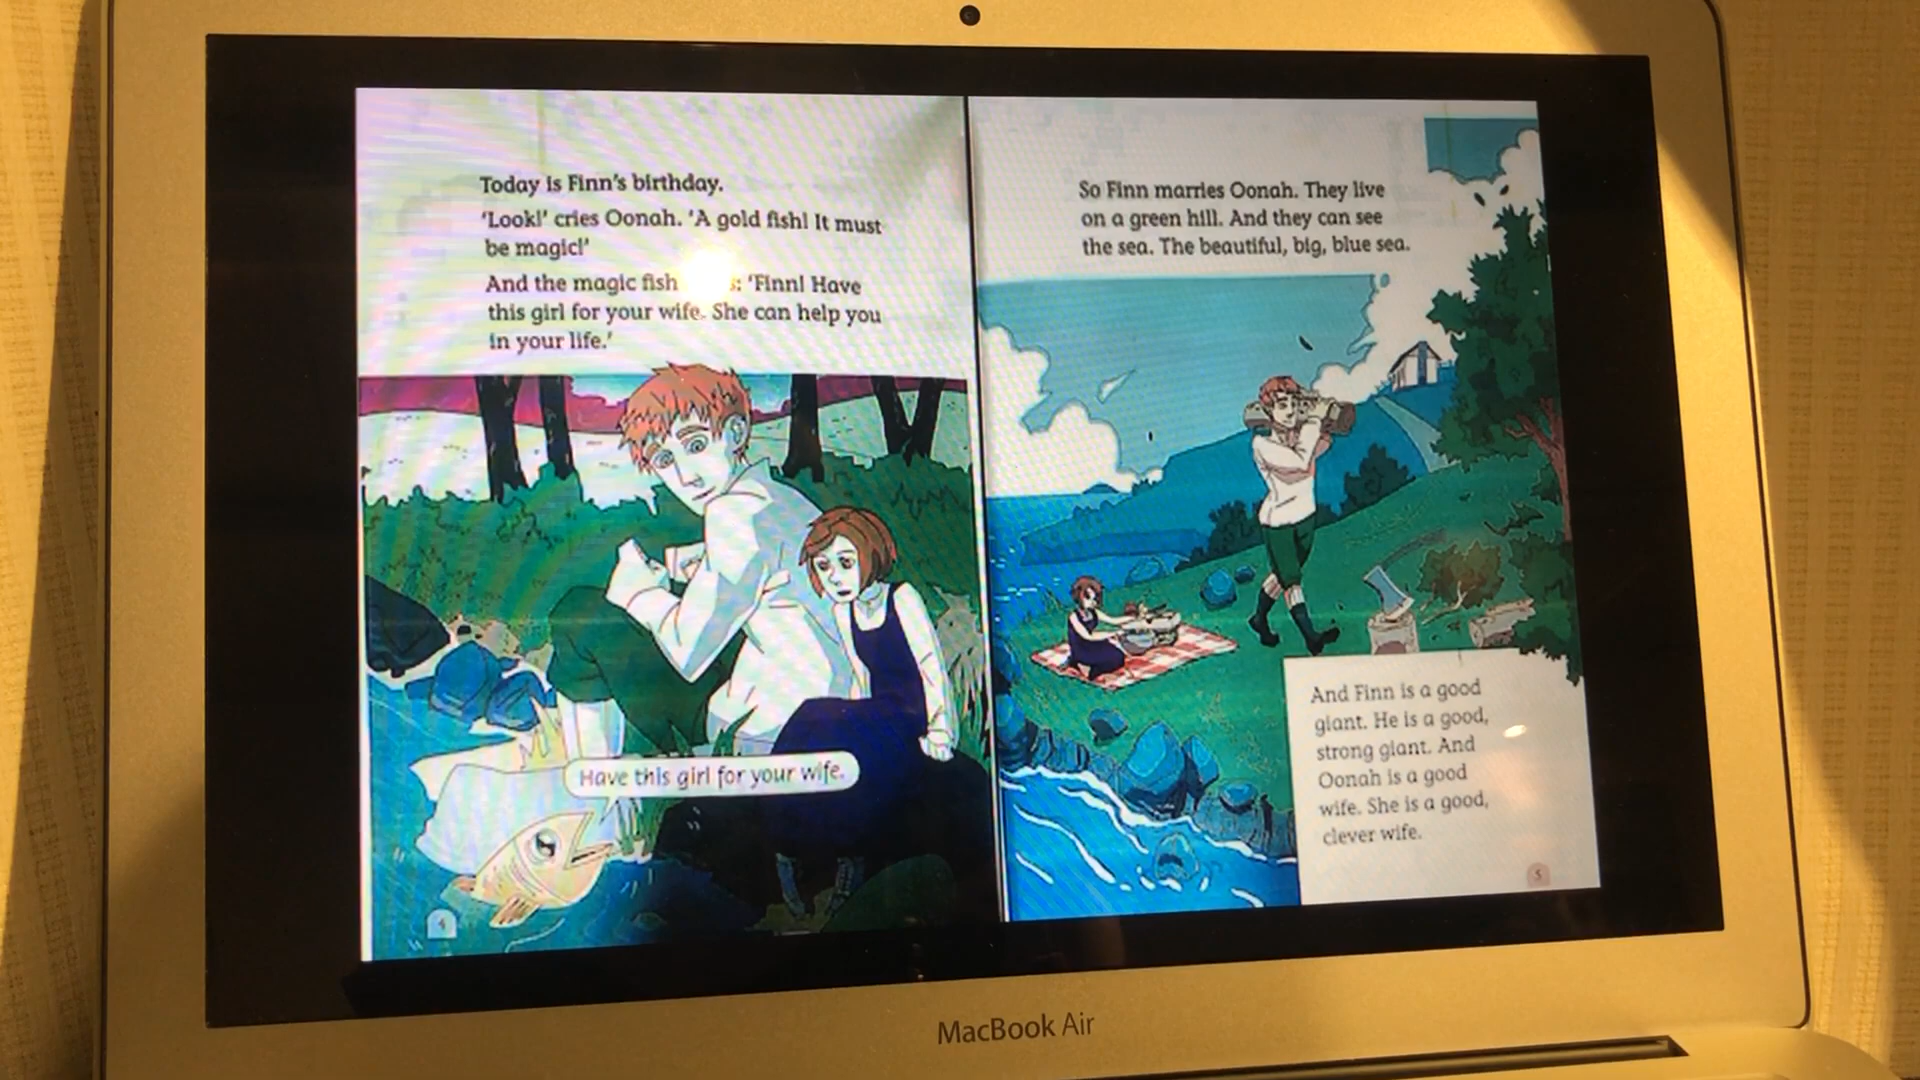 Today is Finn's birthday.
'Look!' cries Oonah. 'A gold fish! It must
be magic!'
And the magic fish : 'Finn! Have
this girl for your wife. She can help you
in your life.'
Have this girl for your wife.
4
So Finn marries Oonah. They live
on a green hill. And they can see
the sea. The beautiful, big, blue sea.
And Finn is a good
giant. He is a good,
strong giant. And
Oonah is a good
wife. She is a good,
clever wife.
5
MacBook Air